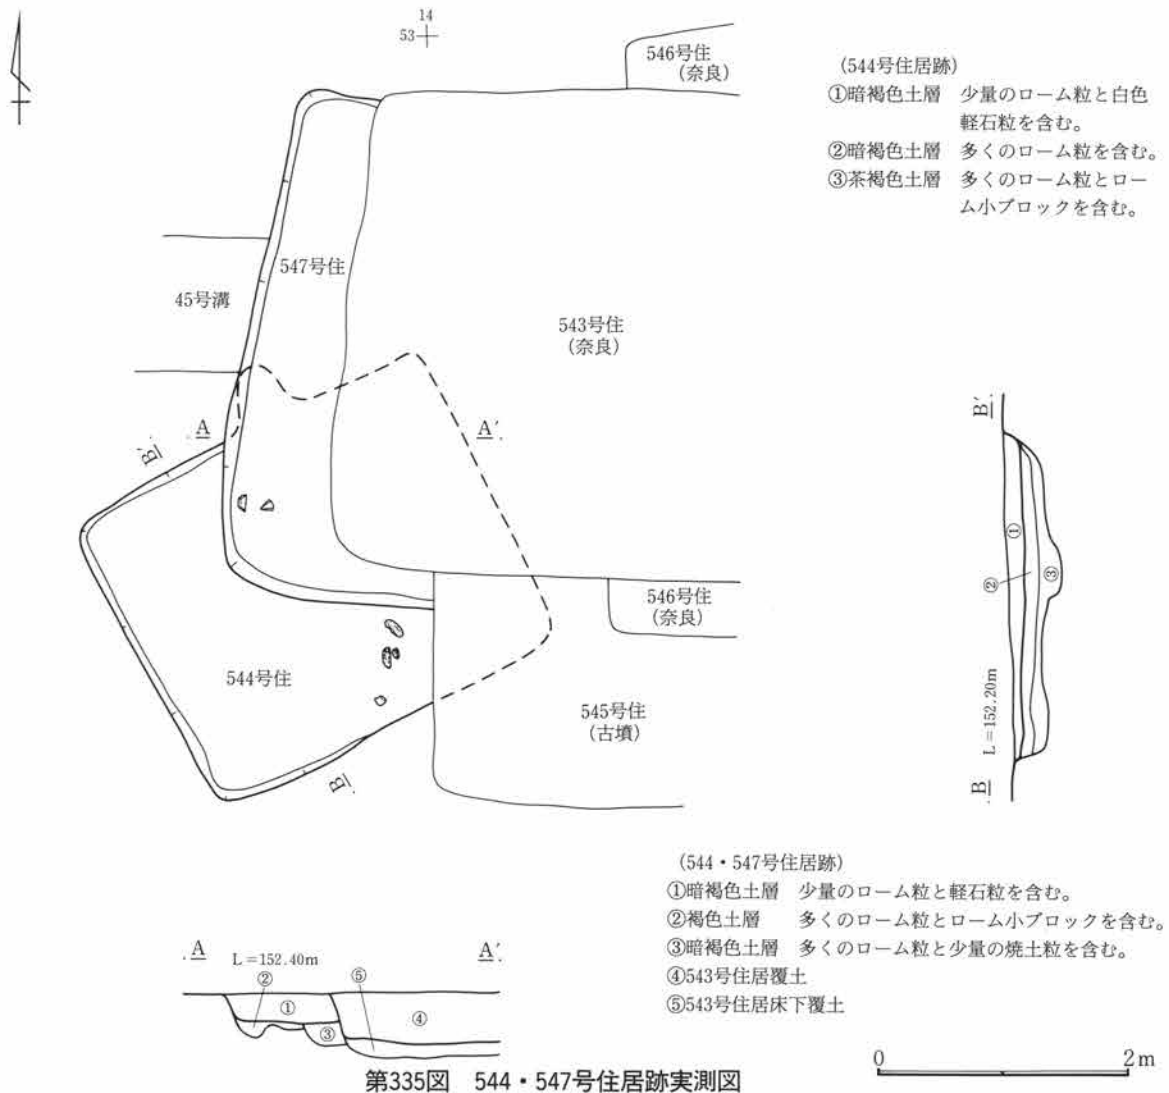 14
53
546号住
(奈良)
547号住
45号溝
543号住
(奈良)
A
A′
B′
544号住
B
546号住
(奈良)
545号住
(古墳)
(544号住居跡)
①暗褐色土層 少量のローム粒と白色
軽石粒を含む。
②暗褐色土層 多くのローム粒を含む。
③茶褐色土層 多くのローム粒とロー
ム小ブロックを含む。
B′
①
②
③
L=152.20m
B
(544・547号住居跡)
①暗褐色土層 少量のローム粒と軽石粒を含む。
②褐色土層 多くのローム粒とローム小ブロックを含む。
③暗褐色土層 多くのローム粒と少量の焼土粒を含む。
④543号住居覆土
⑤543号住居床下覆土
A
L=152.40m
A′
②
⑤
①
③
④
0
2m
第335図 544・547号住居跡実測図